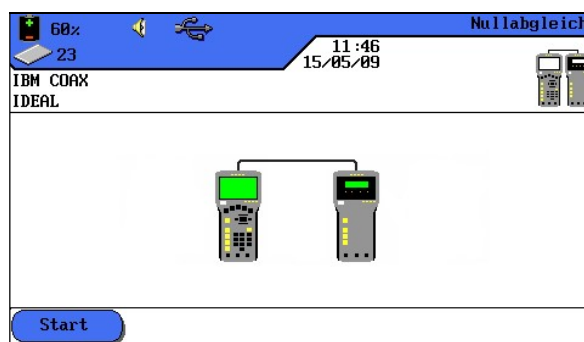 60%
Nullabgleich
23
11:46
15/05/09
IBM COAX
IDEAL
Start